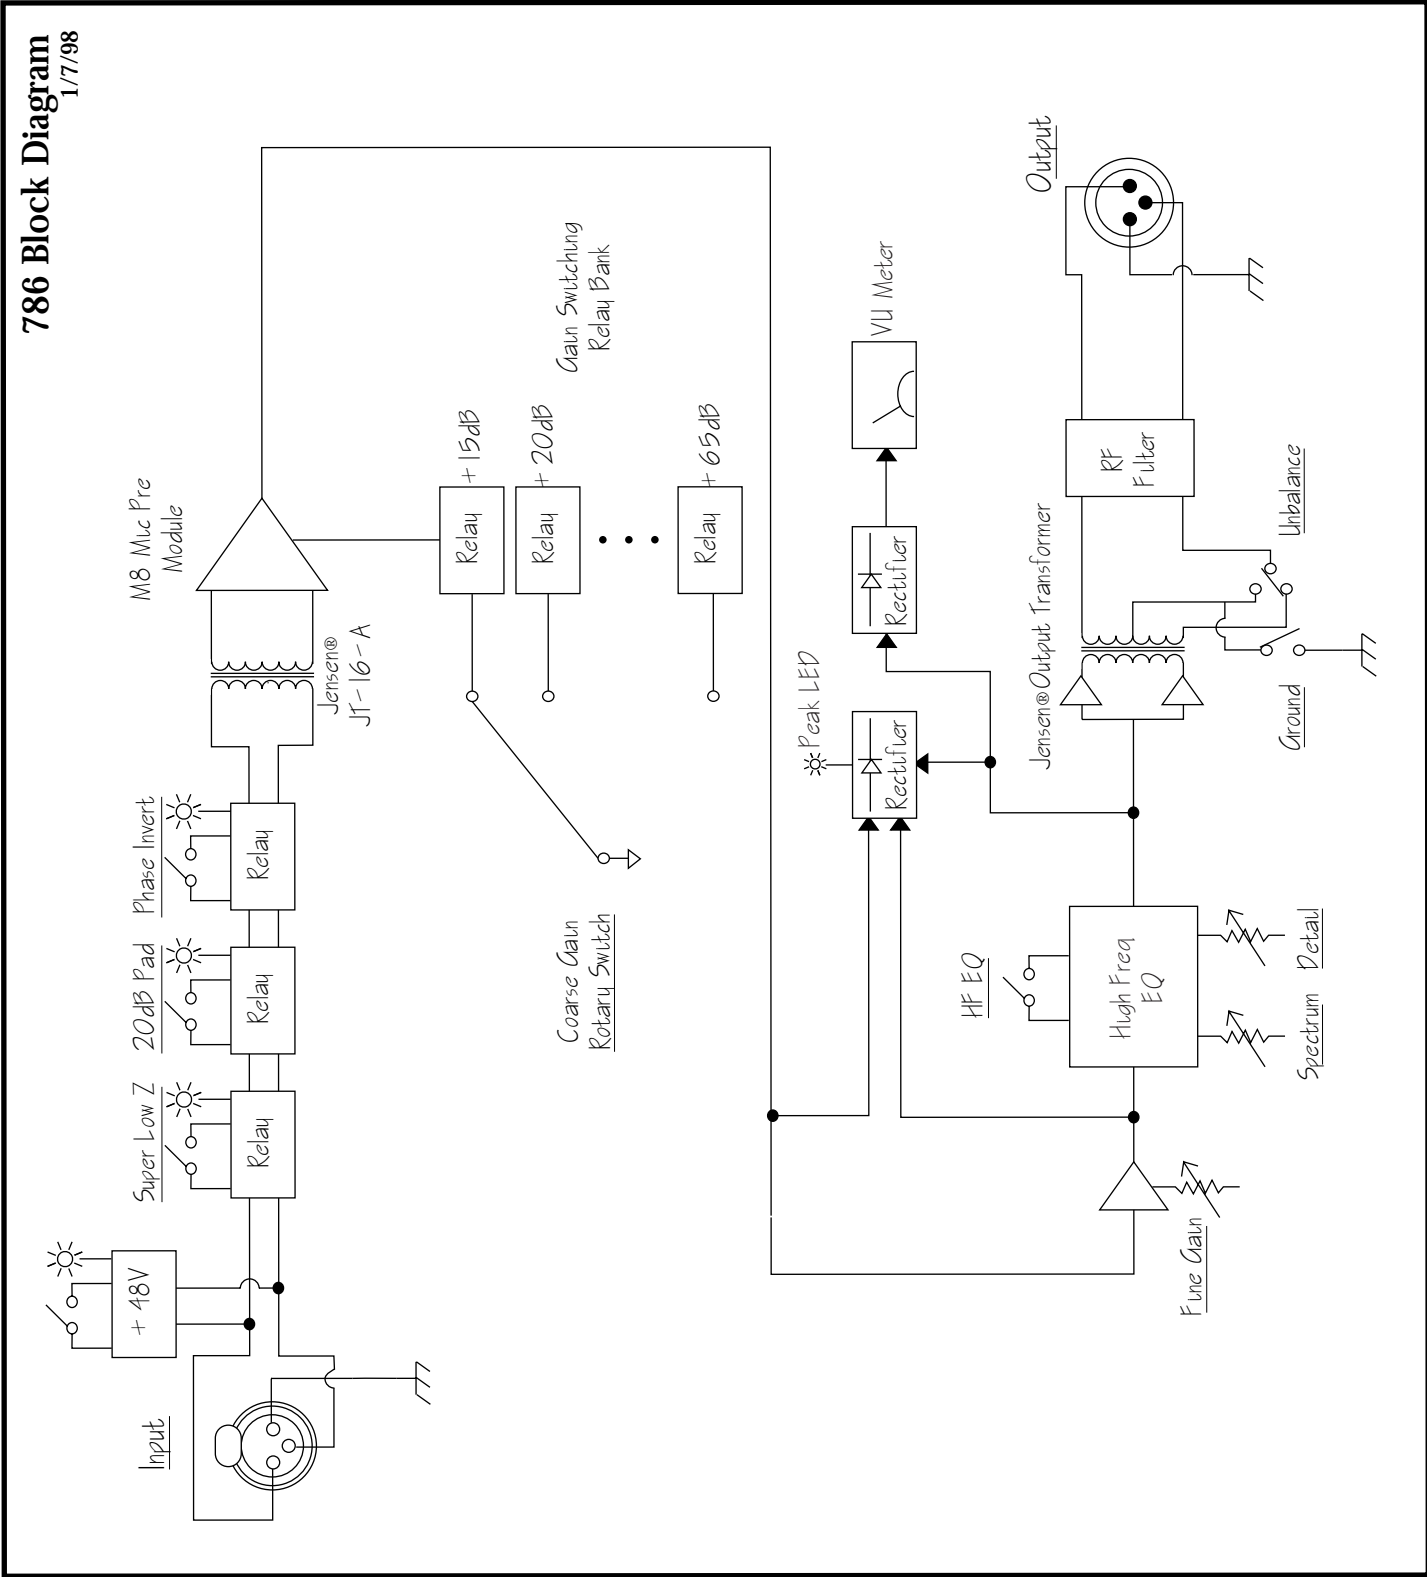 786 Block Diagram
1/7/98
Input
+ 48V
Super Low Z
Relay
20dB Pad
Relay
Phase Invert
Relay
Jensen®
JT-16-A
M8 Mic Pre
Module
Coarse Gain
Rotary Switch
Relay
+ 15dB
Relay
+ 20dB
Relay
+ 65dB
Gain Switching
Relay Bank
Peak LED
Rectifier
Rectifier
VU Meter
Fine Gain
HF EQ
High Freq
EQ
Spectrum
Detail
Jensen® Output Transformer
Ground
Unbalance
RF
Filter
Output